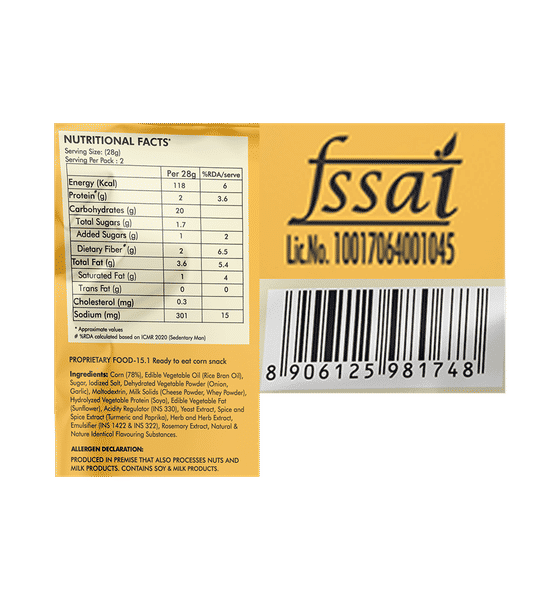 NUTRITIONAL FACTS*
Serving Size: (28g)
Serving Per Pack : 2
Per 28g %RDA/serve
Energy (Kcal) 118 6
Protein#(g) 2 3.6
Carbohydrates (g) 20
Total Sugars (g) 1.7
Added Sugars (g) 1 2
Dietary Fiber#(g) 2 6.5
Total Fat (g) 3.6 5.4
Saturated Fat (g) 1 4
Trans Fat (g) 0 0
Cholesterol (mg) 0.3
Sodium (mg) 301 15
* Approximate values
# %RDA calculated based on ICMR 2020 (Sedentary Man)
PROPRIETARY FOOD-15.1 Ready to eat corn snack
Ingredients: Corn (78%), Edible Vegetable Oil (Rice Bran Oil),
Sugar, Iodized Salt, Dehydrated Vegetable Powder (Onion,
Garlic), Maltodextrin, Milk Solids (Cheese Powder, Whey Powder),
Hydrolyzed Vegetable Protein (Soya), Edible Vegetable Fat
(Sunflower), Acidity Regulator (INS 330), Yeast Extract, Spice and
Spice Extract (Turmeric and Paprika), Herb and Herb Extract,
Emulsifier (INS 1422 & INS 322), Rosemary Extract, Natural &
Nature Identical Flavouring Substances.
ALLERGEN DECLARATION:
PRODUCED IN PREMISE THAT ALSO PROCESSES NUTS AND
MILK PRODUCTS. CONTAINS SOY & MILK PRODUCTS.
fssai
Lic.No. 10017064001045
8 906125 981748